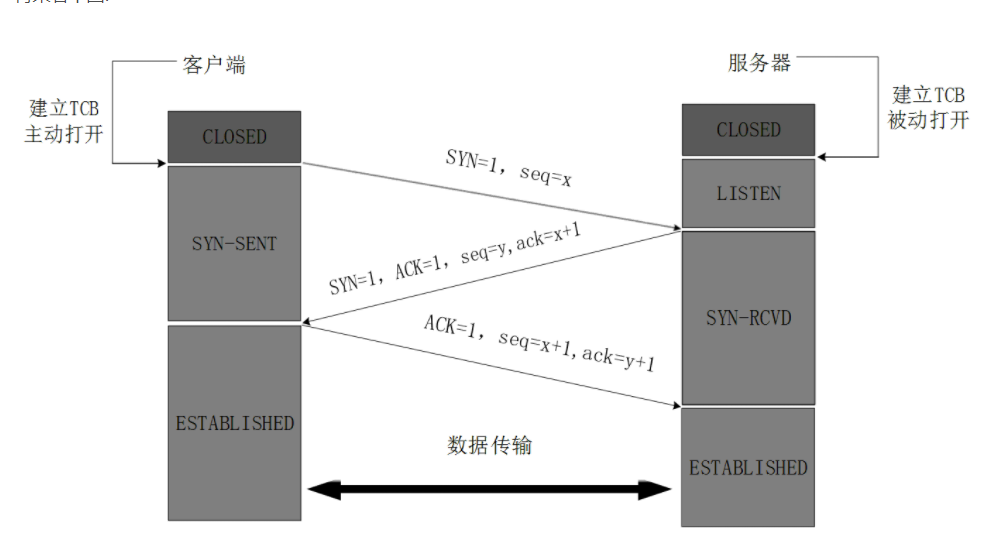 客户端
服务器
建立TCB
主动打开
建立TCB
被动打开
CLOSED
CLOSED
SYN=1, seq=x
LISTEN
SYN-SENT
SYN=1, ACK=1, seq=y,ack=x+1
SYN-RCVD
ACK=1, seq=x+1,ack=y+1
ESTABLISHED
数据传输
ESTABLISHED